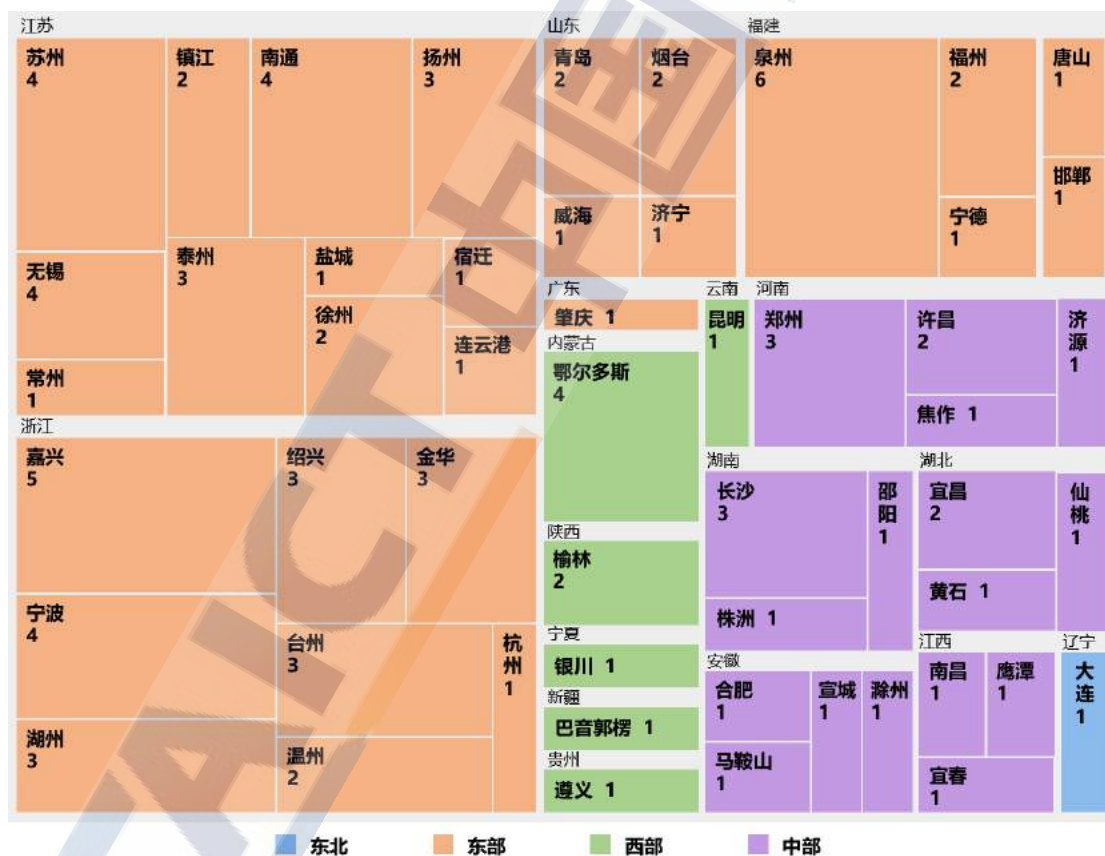 江苏
苏州
4
镇江
2
南通
4
扬州
3
无锡
4
常州
1
泰州
3
盐城
1
徐州
2
宿迁
1
连云港
1
浙江
嘉兴
5
宁波
4
湖州
3
绍兴
3
金华
3
台州
3
温州
2
杭州
1
山东
青岛
2
烟台
2
威海
1
济宁
1
福建
泉州
6
福州
2
宁德
1
唐山
1
邯郸
1
广东
肇庆 1
内蒙古
鄂尔多斯
4
陕西
榆林
2
宁夏
银川 1
新疆
巴音郭楞 1
贵州
遵义 1
云南
昆明
1
河南
郑州
3
许昌
2
焦作 1
济源
1
湖南
长沙
3
株洲 1
邵阳
1
湖北
宜昌
2
黄石 1
仙桃
1
安徽
合肥
1
马鞍山
1
宣城
1
滁州
1
江西
南昌
1
鹰潭
1
宜春
1
辽宁
大连
1
东北
东部
西部
中部